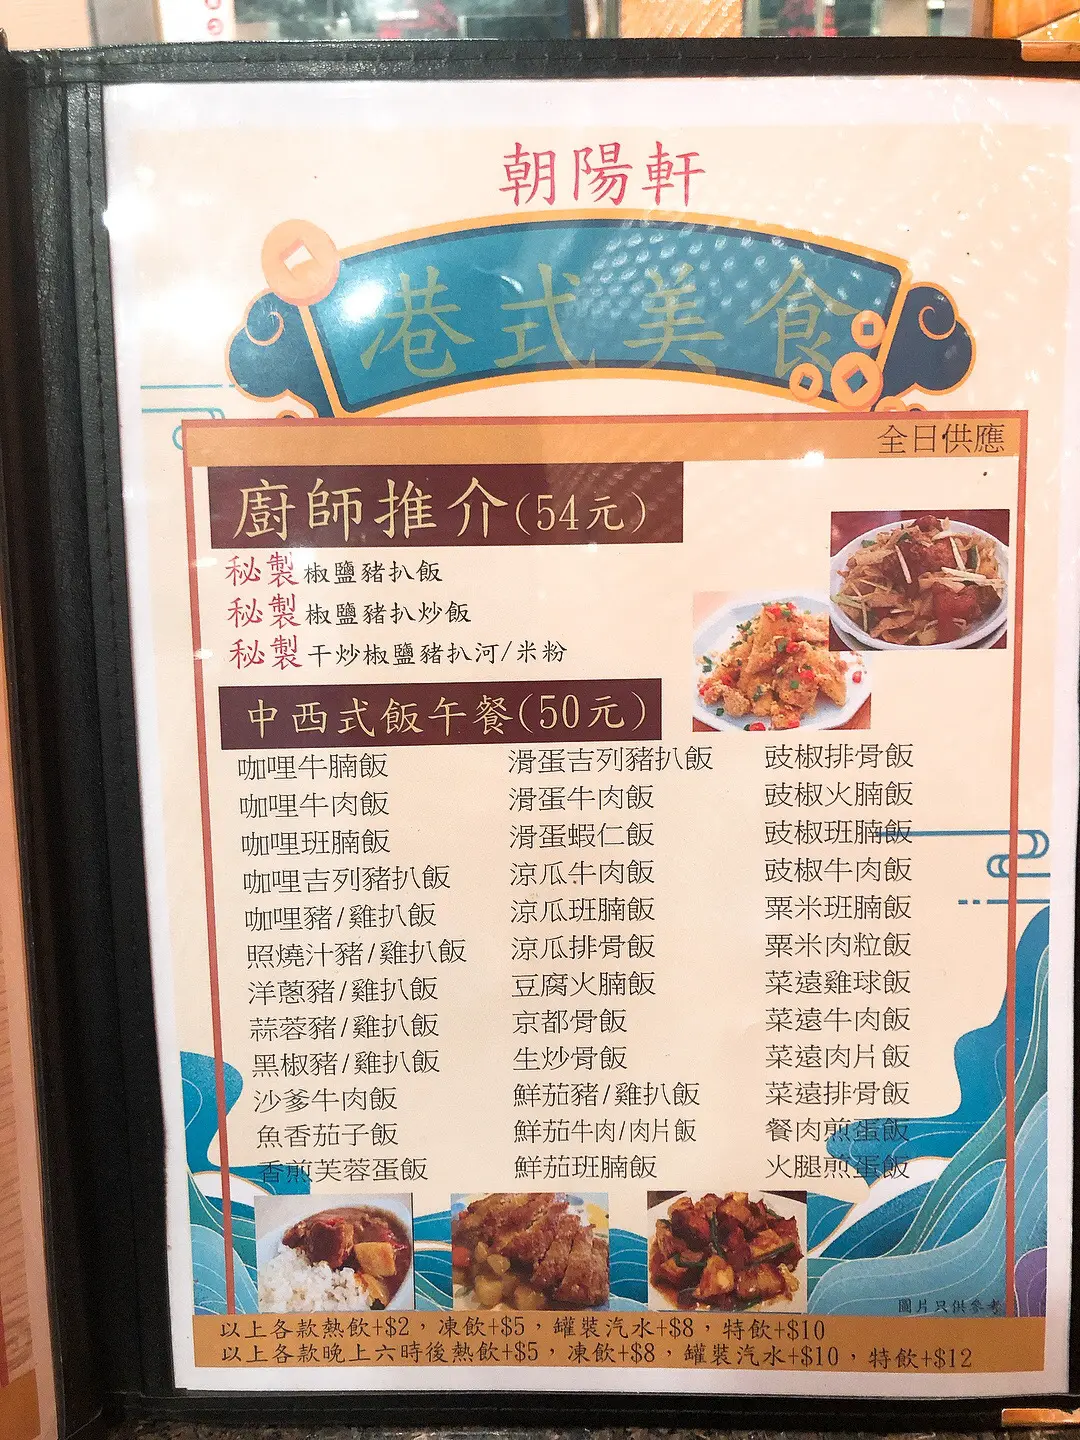 朝陽軒
港式美食
全日供應
廚師推介(54元)
秘製椒鹽豬扒飯
秘製椒鹽豬扒炒飯
秘製干炒椒鹽豬扒河/米粉
中西式飯午餐(50元)
咖哩牛腩飯
咖哩牛肉飯
咖哩班腩飯
咖哩吉列豬扒飯
咖哩豬/雞扒飯
照燒汁豬/雞扒飯
洋蔥豬/雞扒飯
蒜蓉豬/雞扒飯
黑椒豬/雞扒飯
沙爹牛肉飯
魚香茄子飯
香煎芙蓉蛋飯
滑蛋吉列豬扒飯
滑蛋牛肉飯
滑蛋蝦仁飯
涼瓜牛肉飯
涼瓜班腩飯
涼瓜排骨飯
豆腐火腩飯
京都骨飯
生炒骨飯
鮮茄豬/雞扒飯
鮮茄牛肉/肉片飯
鮮茄班腩飯
豉椒排骨飯
豉椒火腩飯
豉椒班腩飯
豉椒牛肉飯
粟米班腩飯
粟米肉粒飯
菜遠雞球飯
菜遠牛肉飯
菜遠肉片飯
菜遠排骨飯
餐肉煎蛋飯
火腿煎蛋飯
圖片只供參考
以上各款熱飲+$2，凍飲+$5，罐裝汽水+$8，特飲+$10
以上各款晚上六時後熱飲+$5，凍飲+$8，罐裝汽水+$10，特飲+$12